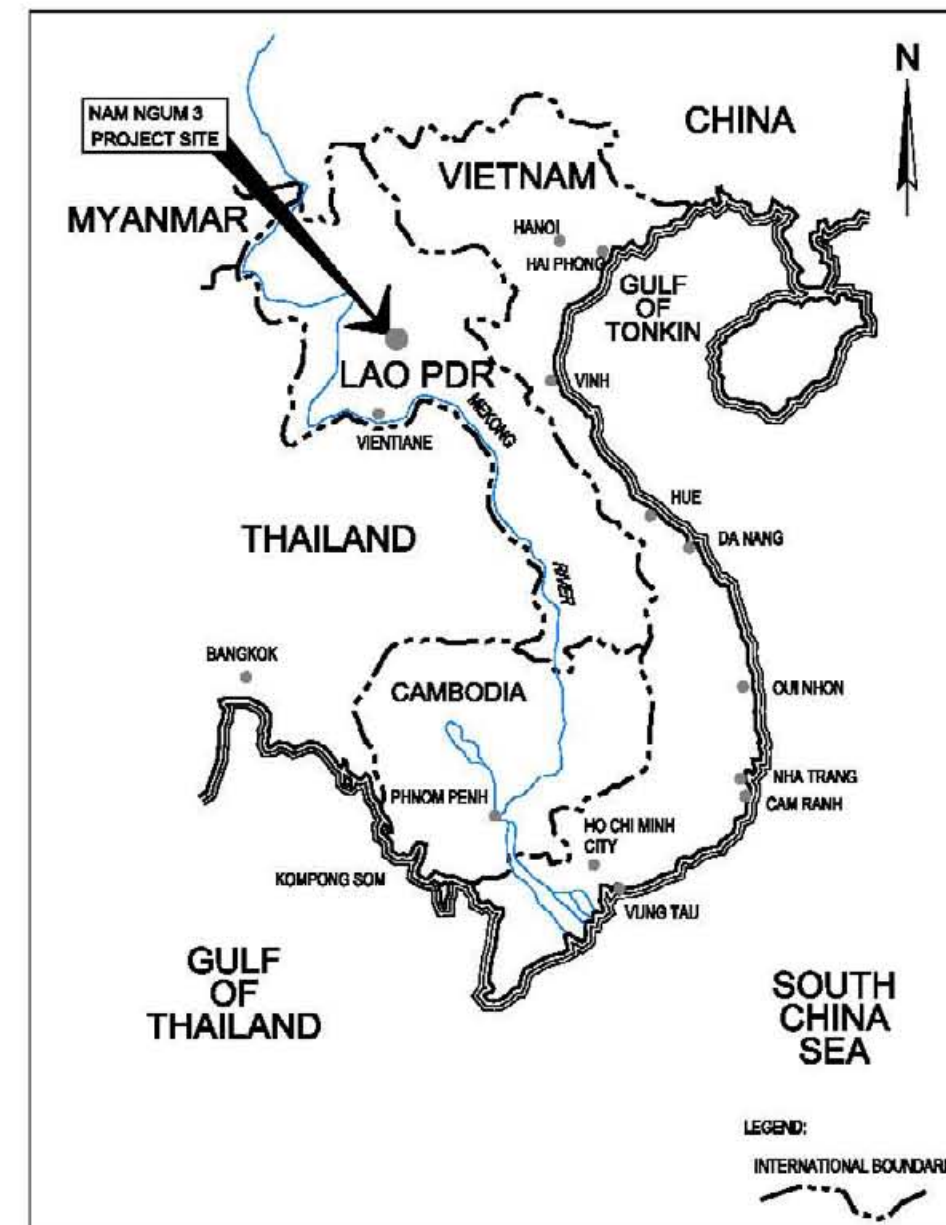 NAM NGUM 3
PROJECT SITE
N
CHINA
VIETNAM
MYANMAR
HANOI
HAI PHONG
GULF
OF
TONKIN
LAO PDR
VINH
MEKONG
VIENTIANE
HUE
THAILAND
DA NANG
RIVER
BANGKOK
CAMBODIA
QUI NHON
NHA TRANG
CAM RANH
PHNOM PENH
HO CHI MINH
CITY
KOMPONG SOM
VUNG TAU
GULF
OF
THAILAND
SOUTH
CHINA
SEA
LEGEND:
INTERNATIONAL BOUNDARI